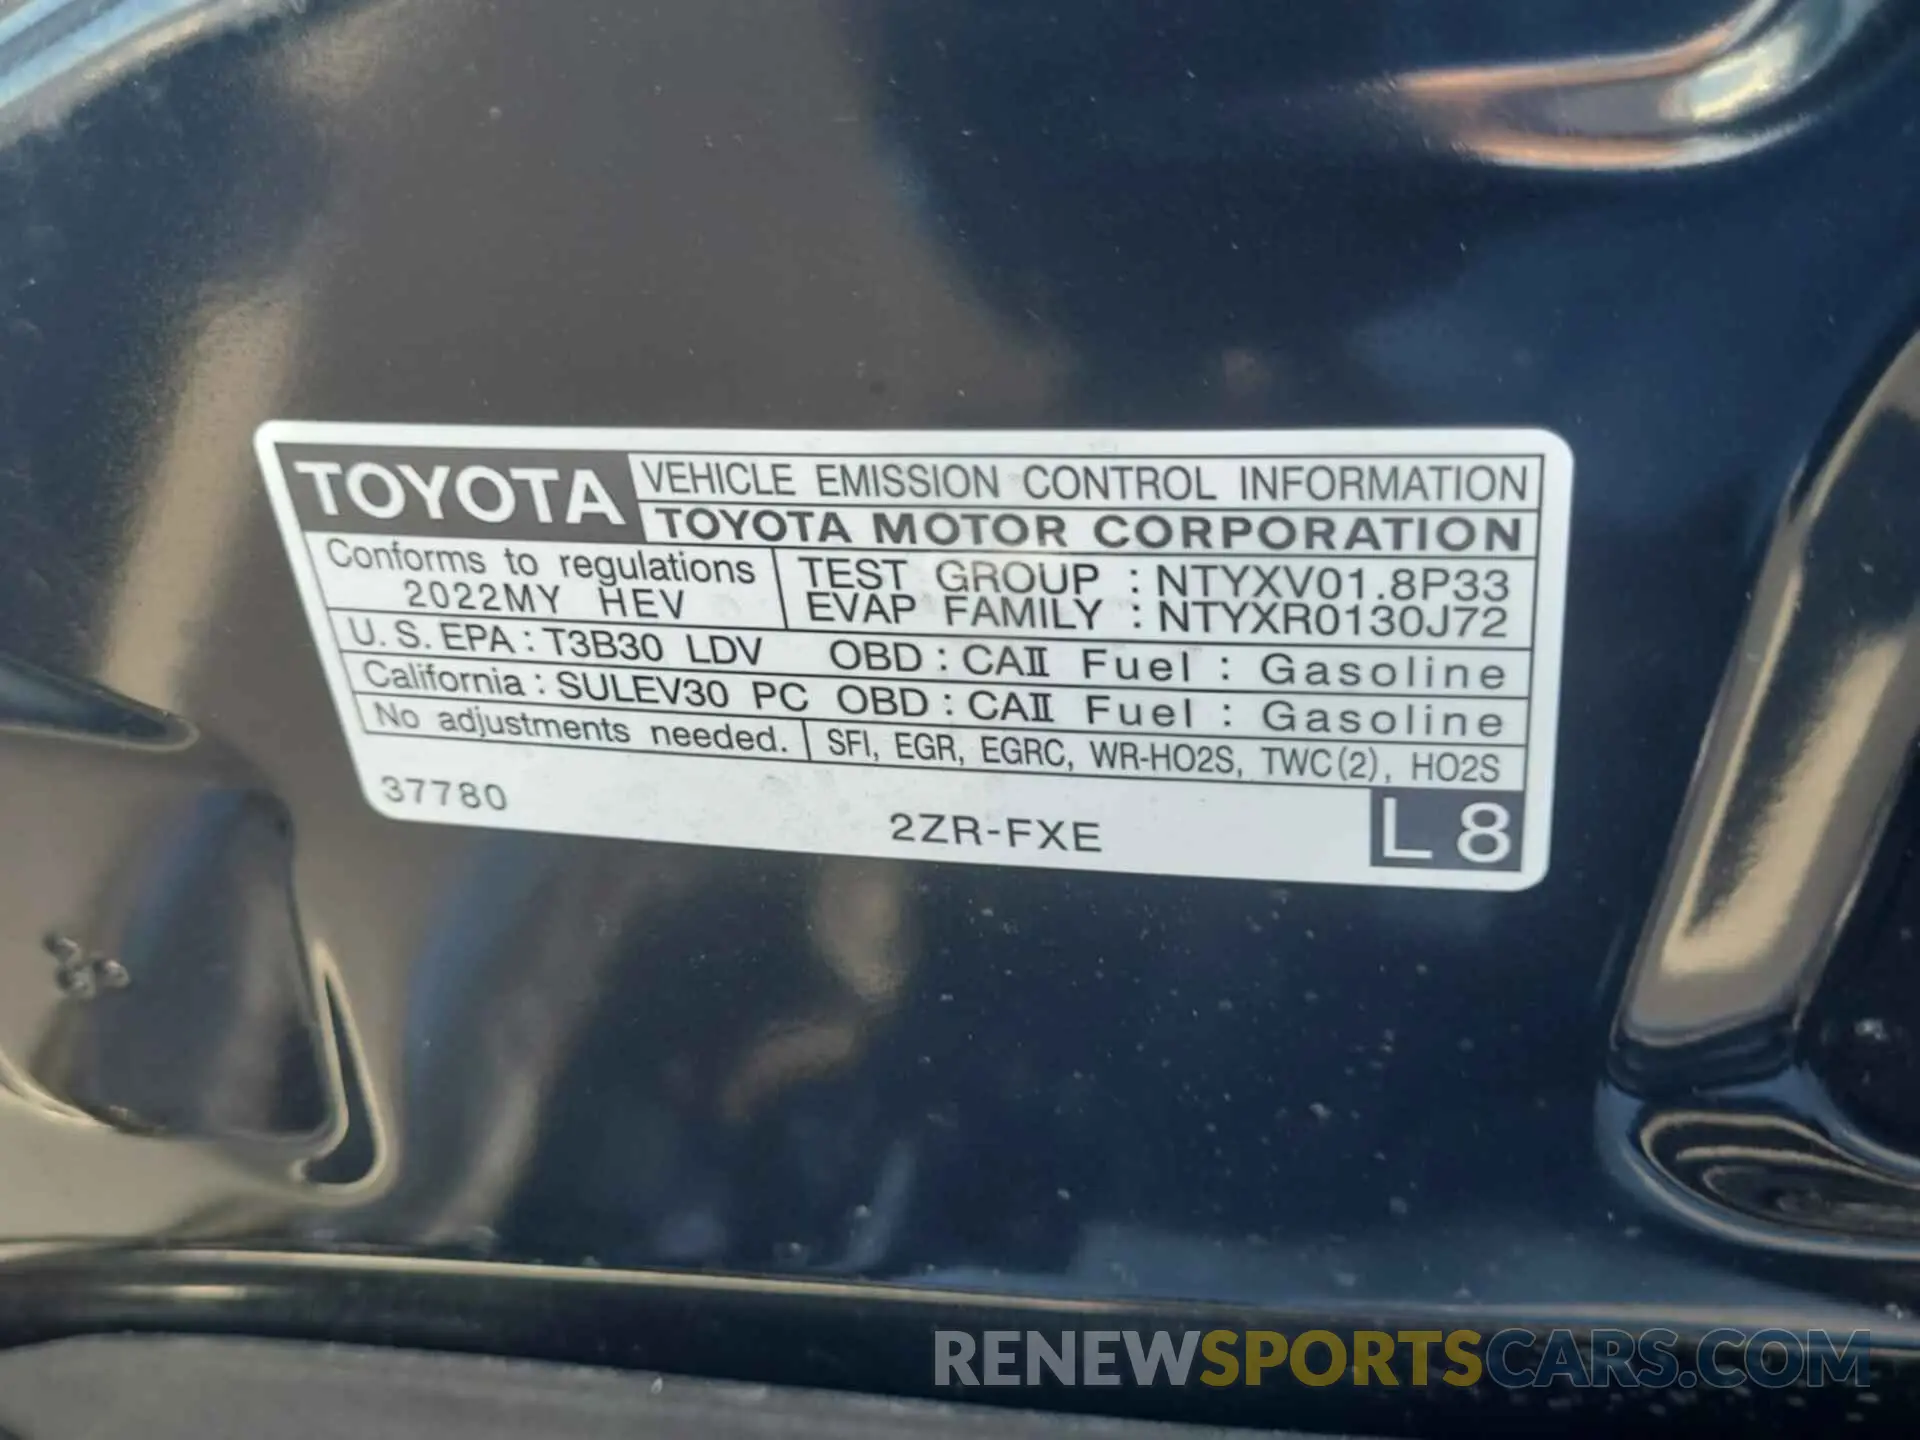 TOYOTA VEHICLE EMISSION CONTROL INFORMATION
TOYOTA MOTOR CORPORATION
Conforms to regulations TEST GROUP : NTYXV01.8P33
2022MY HEV EVAP FAMILY : NTYXR0130J72
U.S.EPA : T3B30 LDV OBD : CAⅡ Fuel : Gasoline
California : SULEV30 PC OBD : CAⅡ Fuel : Gasoline
No adjustments needed. SFI, EGR, EGRC, WR-HO2S, TWC(2), HO2S
37780 2ZR-FXE L 8
RENEWSPORTSCARS.COM